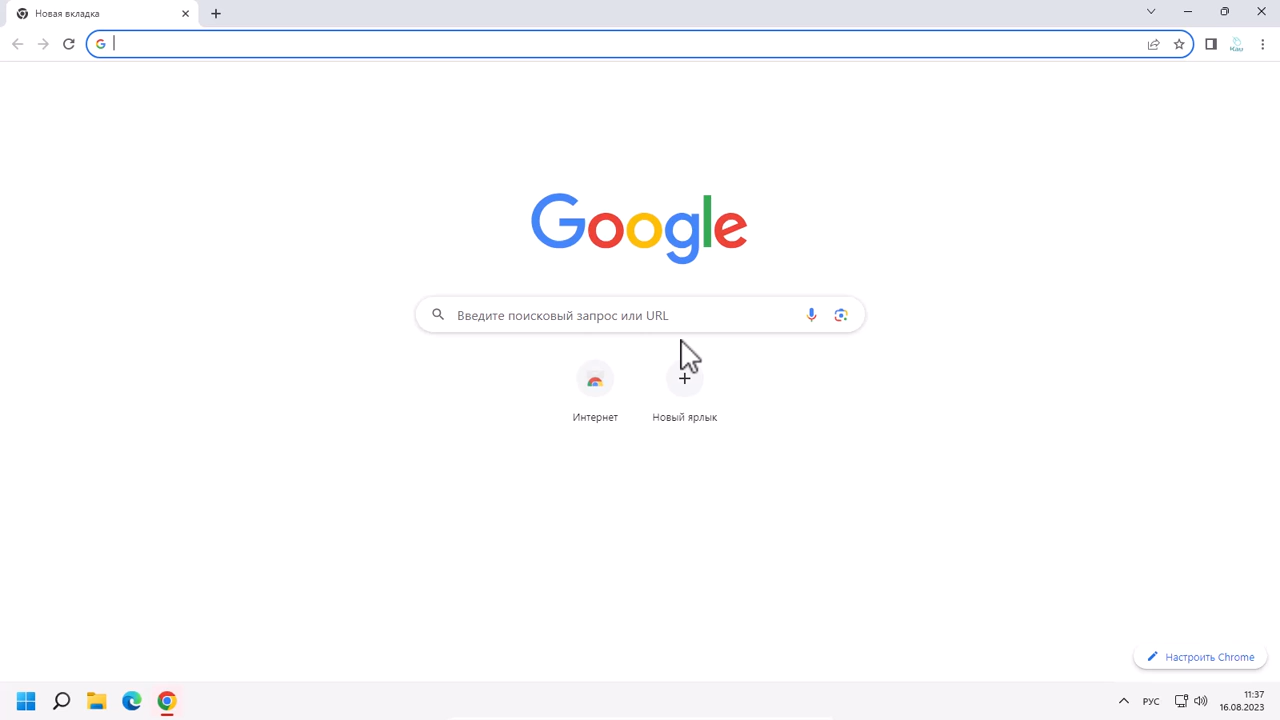 Новая вкладка
Google
Введите поисковый запрос или URL
Интернет
Новый ярлык
Настроить Chrome
РУС
11:37
16.08.2023